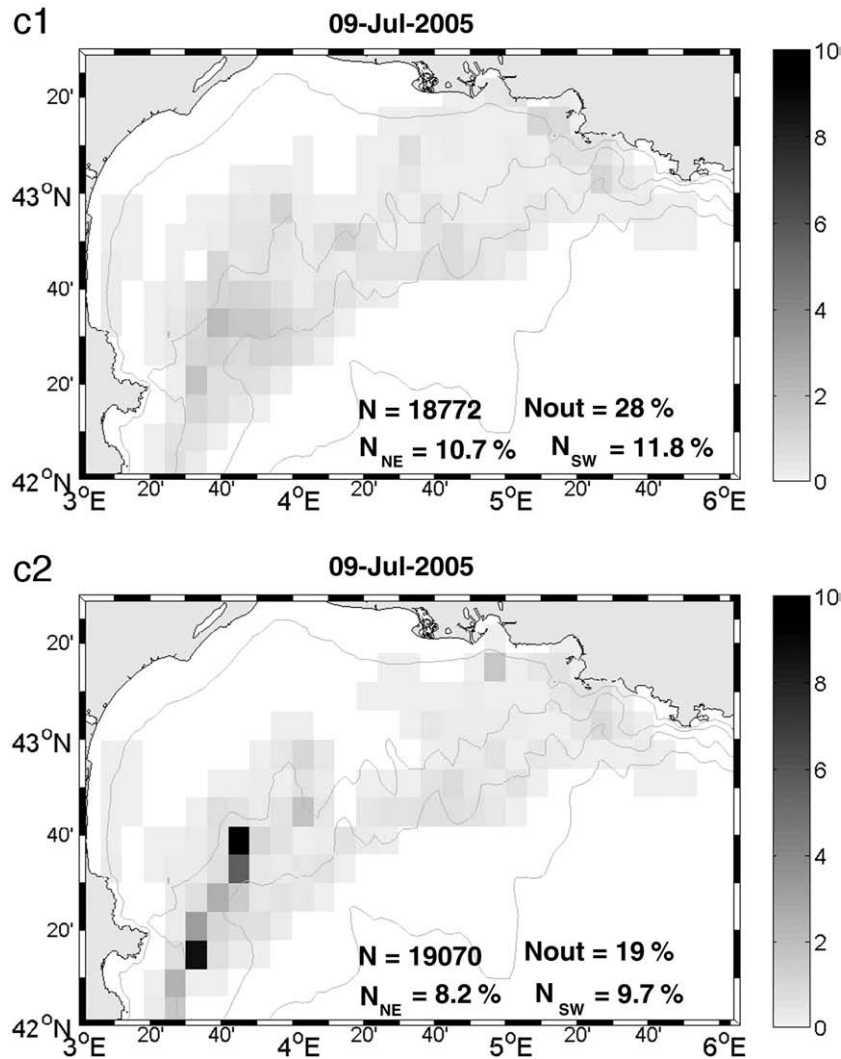 c1
09-Jul-2005
20'
43°N
40'
20'
42°N
3°E
20'
40'
4°E
20'
40'
5°E
20'
40'
6°E
N = 18772 Nout = 28 %
N_NE = 10.7 % N_SW = 11.8 %
10
8
6
4
2
0
c2
09-Jul-2005
20'
43°N
40'
20'
42°N
3°E
20'
40'
4°E
20'
40'
5°E
20'
40'
6°E
N = 19070 Nout = 19 %
N_NE = 8.2 % N_SW = 9.7 %
10
8
6
4
2
0